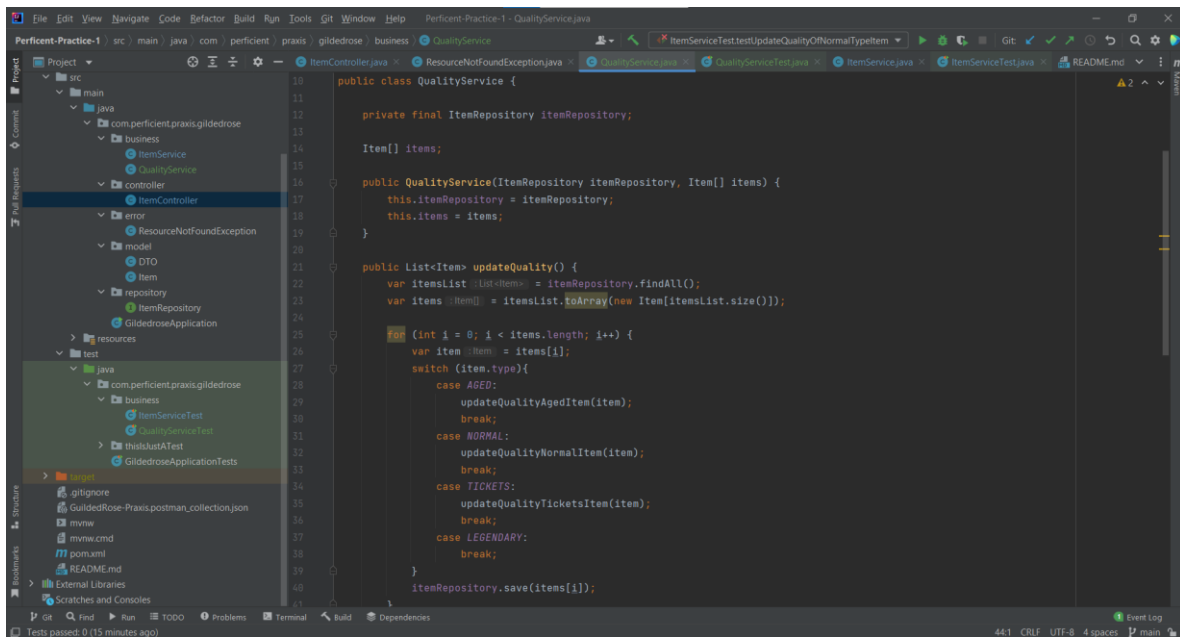 File Edit View Navigate Code Refactor Build Run Tools Git Window Help Perficent-Practice-1 - QualityService.java
Perficent-Practice-1 src main java com perficient praxis gildedrose business QualityService ItemServiceTest.testUpdateQualityOfNormalTypeItem Git:
Project ItemController.java ResourceNotFoundException.java QualityService.java QualityServiceTest.java ItemService.java ItemServiceTest.java README.md
src
main
java
com.perficient.praxis.gildedrose
business
ItemService
QualityService
controller
ItemController
error
ResourceNotFoundException
model
DTO
Item
repository
ItemRepository
GildedroseApplication
resources
test
java
com.perficient.praxis.gildedrose
business
ItemServiceTest
QualityServiceTest
thisIsJustATest
GildedroseApplicationTests
target
.gitignore
GuildedRose-Praxis.postman_collection.json
mvnw
mvnw.cmd
pom.xml
README.md
External Libraries
Scratches and Consoles
Project
Commit
Pull Requests
Structure
Bookmarks
10 public class QualityService {
11
12 private final ItemRepository itemRepository;
13
14 Item[] items;
15
16 public QualityService(ItemRepository itemRepository, Item[] items) {
17 this.itemRepository = itemRepository;
18 this.items = items;
19 }
20
21 public List<Item> updateQuality() {
22 var itemsList : List<Item> = itemRepository.findAll();
23 var items : Item[] = itemsList.toArray(new Item[itemsList.size()]);
24
25 for (int i = 0; i < items.length; i++) {
26 var item : Item = items[i];
27 switch (item.type){
28 case AGED:
29 updateQualityAgedItem(item);
30 break;
31 case NORMAL:
32 updateQualityNormalItem(item);
33 break;
34 case TICKETS:
35 updateQualityTicketsItem(item);
36 break;
37 case LEGENDARY:
38 break;
39 }
40 itemRepository.save(items[i]);
41 }
2
Maven
Git Find Run TODO Problems Terminal Build Dependencies 1 Event Log
Tests passed: 0 (15 minutes ago) 44:1 CRLF UTF-8 4 spaces main